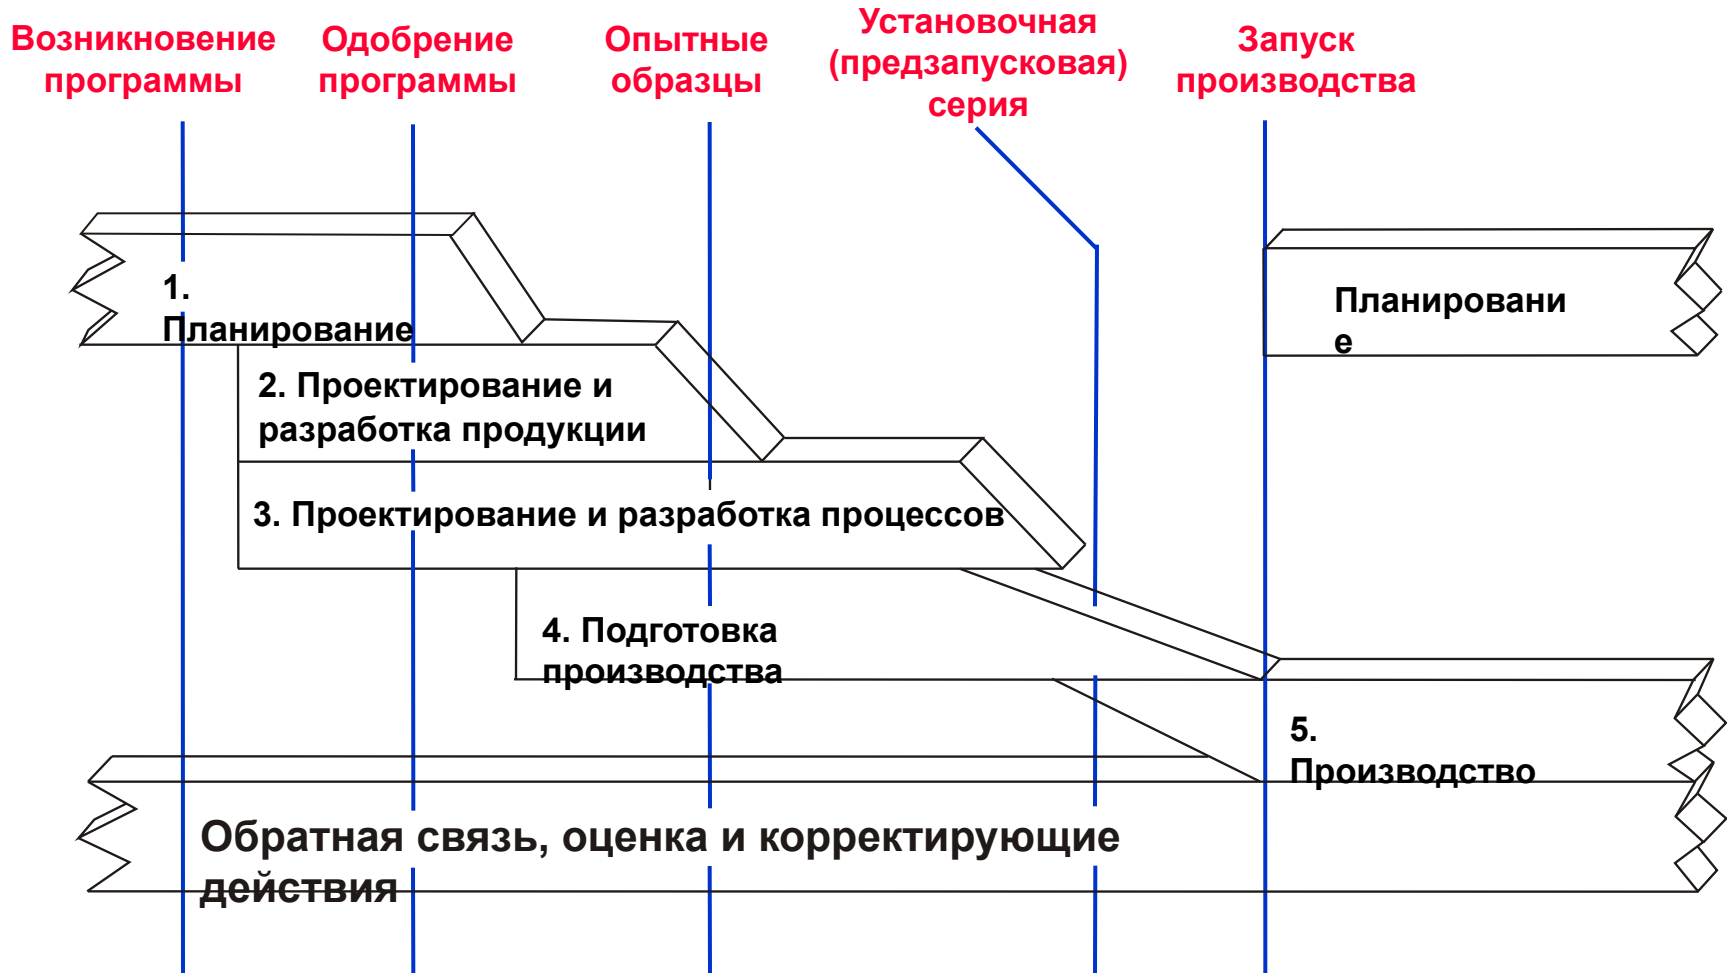 Возникновение
программы
Одобрение
программы
Опытные
образцы
Установочная
(предзапусковая)
серия
Запуск
производства
1.
Планирование
Планировани
е
2. Проектирование и
разработка продукции
3. Проектирование и разработка процессов
4. Подготовка
производства
5.
Производство
Обратная связь, оценка и корректирующие
действия